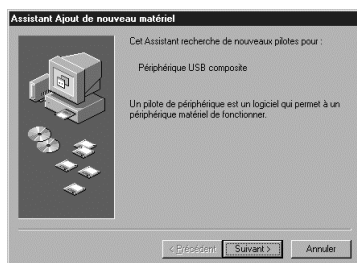 Assistant Ajout de nouveau matériel
Cet Assistant recherche de nouveaux pilotes pour :
Périphérique USB composite
Un pilote de périphérique est un logiciel qui permet à un
périphérique matériel de fonctionner.
< Précédent
Suivant >
Annuler